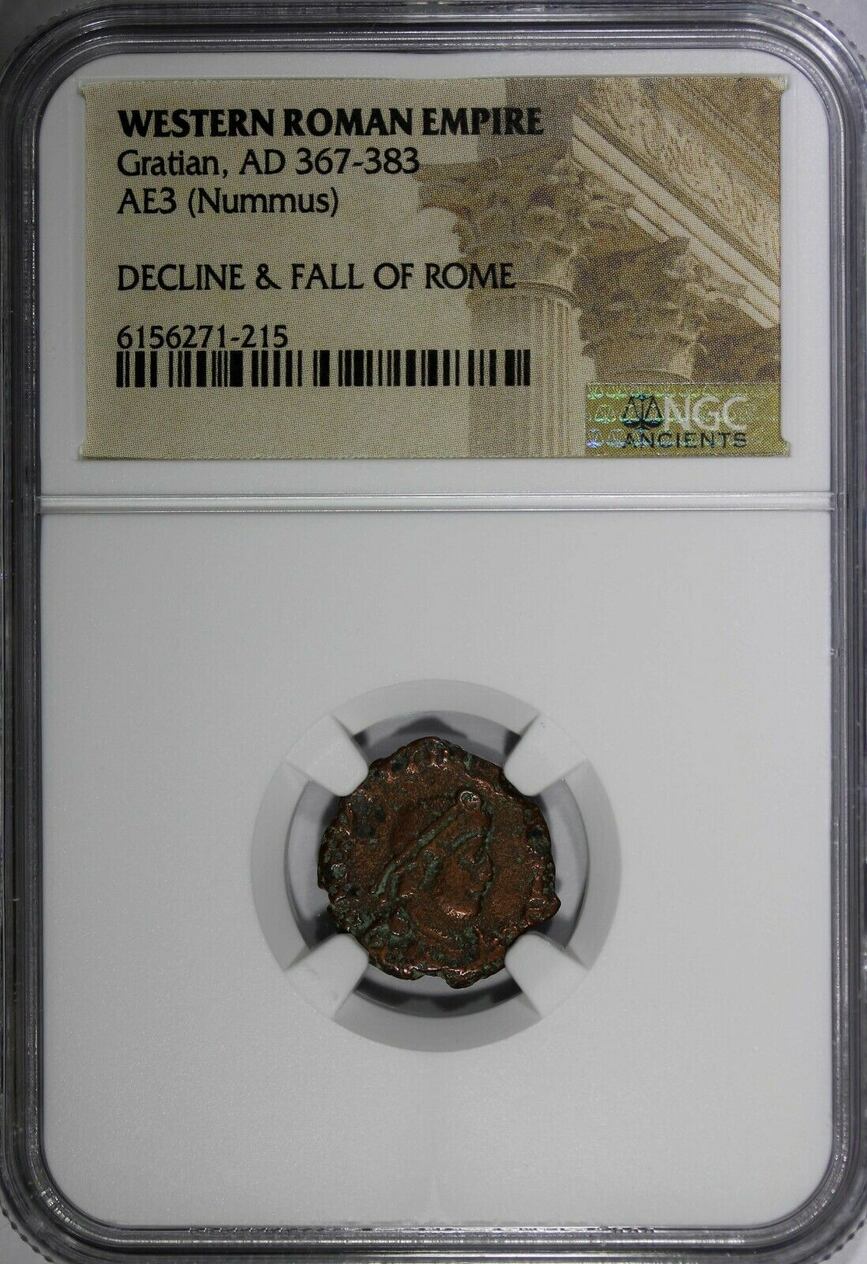 WESTERN ROMAN EMPIRE
Gratian, AD 367-383
AE3 (Nummus)
DECLINE & FALL OF ROME
6156271-215
NGC
ANCIENTS